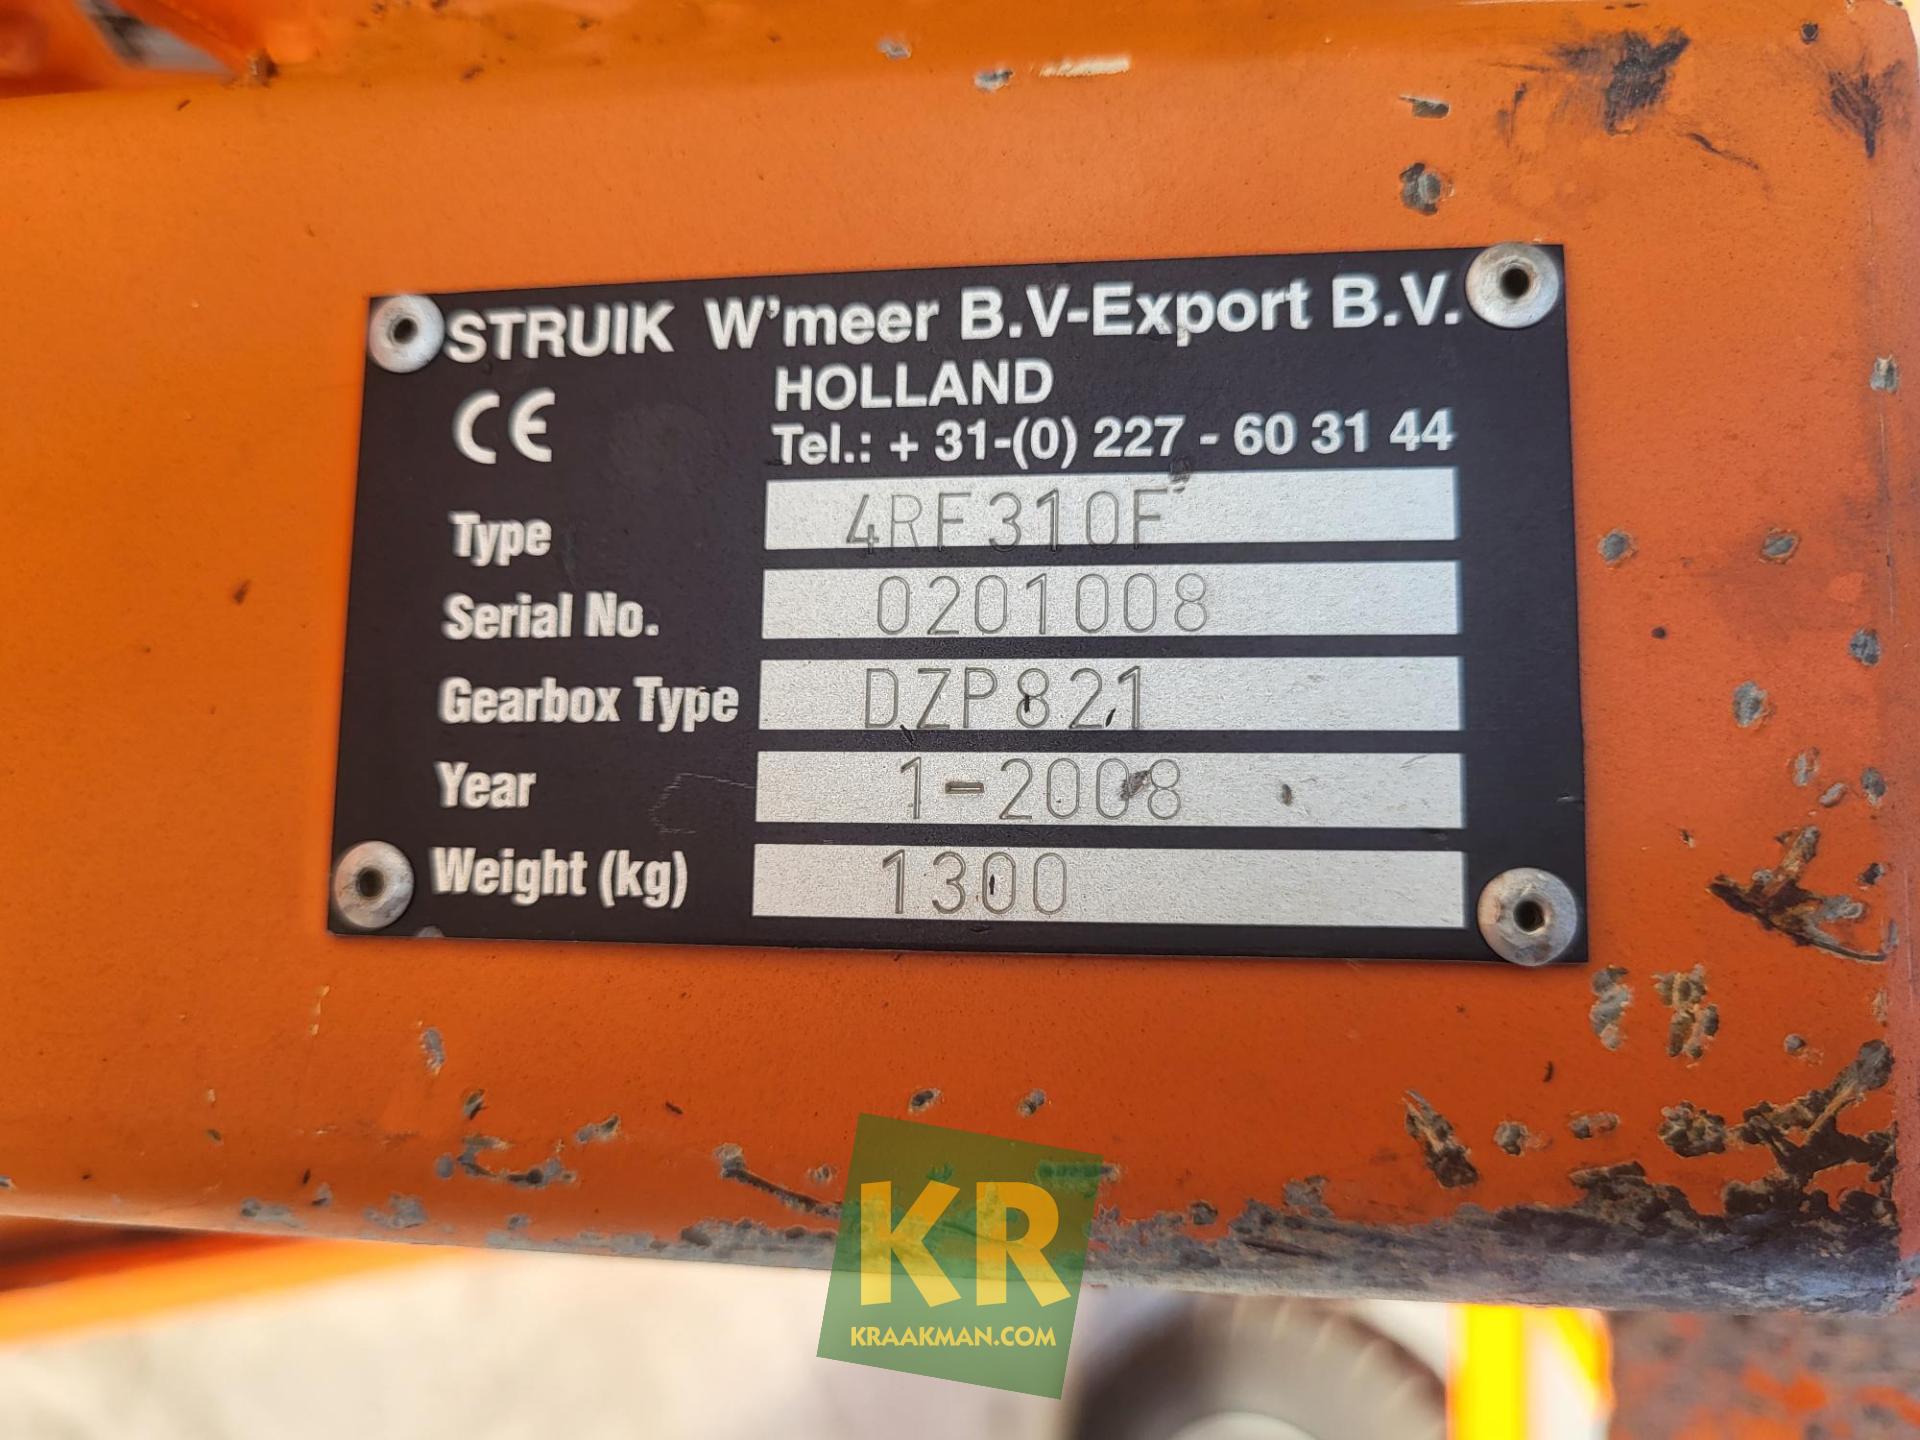 STRUIK W'meer B.V-Export B.V.
HOLLAND
CE
Tel.: + 31-(0) 227 - 60 31 44
Type 4RF310F
Serial No. 0201008
Gearbox Type DZP821
Year 1-2008
Weight (kg) 1300
KR
KRAAKMAN.COM